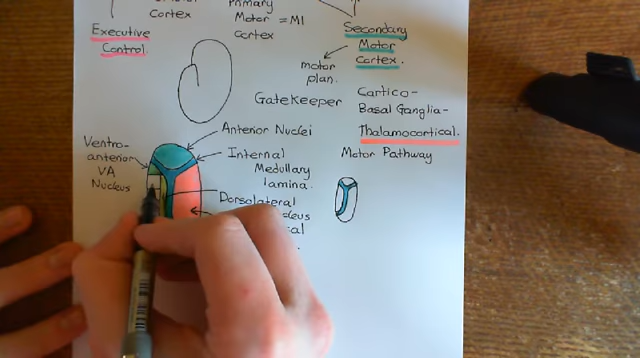 Cortex
Primary
Motor = M1
Cortex
Executive
Control.
Secondary
Motor
Cortex.
motor
plan.
Gatekeeper
Cartico-
Basal Ganglia-
Thalamocortical.
Motor Pathway
Anterior Nuclei
Ventro-
anterior
VA
Nucleus
Internal
Medullary
lamina.
Dorsolateral